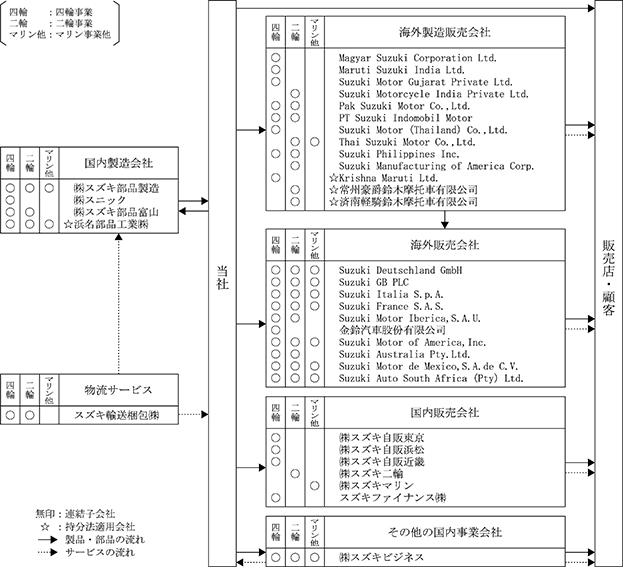 四輪　：四輪事業
二輪　：二輪事業
マリン他：マリン事業他
国内製造会社
四輪 二輪 マリン他
○ ○ ○ ㈱スズキ部品製造
○ ㈱スニック
○ ○ ㈱スズキ部品富山
○ ○ ○ ☆浜名部品工業㈱
物流サービス
四輪 二輪 マリン他
○ ○ スズキ輸送梱包㈱
無印：連結子会社
☆：持分法適用会社
製品・部品の流れ
サービスの流れ
当社
海外製造販売会社
四輪 二輪 マリン他
○ Magyar Suzuki Corporation Ltd.
○ Maruti Suzuki India Ltd.
○ Suzuki Motor Gujarat Private Ltd.
○ Suzuki Motorcycle India Private Ltd.
○ ○ Pak Suzuki Motor Co.,Ltd.
○ ○ PT Suzuki Indomobil Motor
○ Suzuki Motor (Thailand) Co.,Ltd.
○ ○ Thai Suzuki Motor Co.,Ltd.
○ ○ Suzuki Philippines Inc.
○ Suzuki Manufacturing of America Corp.
○ ☆Krishna Maruti Ltd.
○ ☆常州豪爵鈴木摩托車有限公司
○ ☆済南軽騎鈴木摩托車有限公司
海外販売会社
四輪 二輪 マリン他
○ ○ ○ Suzuki Deutschland GmbH
○ ○ ○ Suzuki GB PLC
○ ○ ○ Suzuki Italia S.p.A.
○ ○ ○ Suzuki France S.A.S.
○ ○ Suzuki Motor Iberica,S.A.U.
○ 金鈴汽車股份有限公司
○ ○ ○ Suzuki Motor of America,Inc.
○ ○ Suzuki Australia Pty.Ltd.
○ ○ ○ Suzuki Motor de Mexico,S.A.de C.V.
○ ○ ○ Suzuki Auto South Africa (Pty) Ltd.
国内販売会社
四輪 二輪 マリン他
○ ㈱スズキ自販東京
○ ㈱スズキ自販浜松
○ ㈱スズキ自販近畿
○ ㈱スズキ二輪
○ ㈱スズキマリン
○ スズキファイナンス㈱
その他の国内事業会社
四輪 二輪 マリン他
○ ○ ○ ㈱スズキビジネス
販売店・顧客